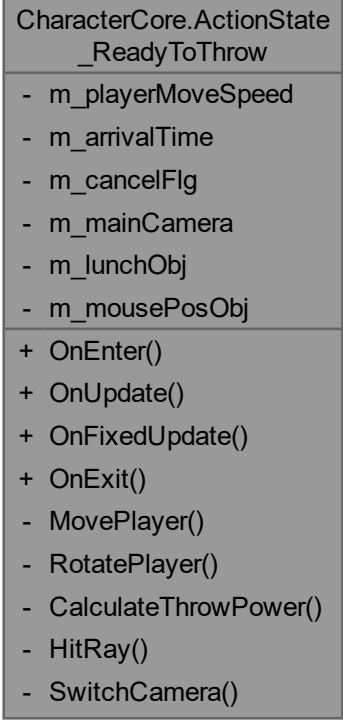 CharacterCore.ActionState
_ReadyToThrow
- m_playerMoveSpeed
- m_arrivalTime
- m_cancelFlg
- m_mainCamera
- m_lunchObj
- m_mousePosObj
+ OnEnter()
+ OnUpdate()
+ OnFixedUpdate()
+ OnExit()
- MovePlayer()
- RotatePlayer()
- CalculateThrowPower()
- HitRay()
- SwitchCamera()